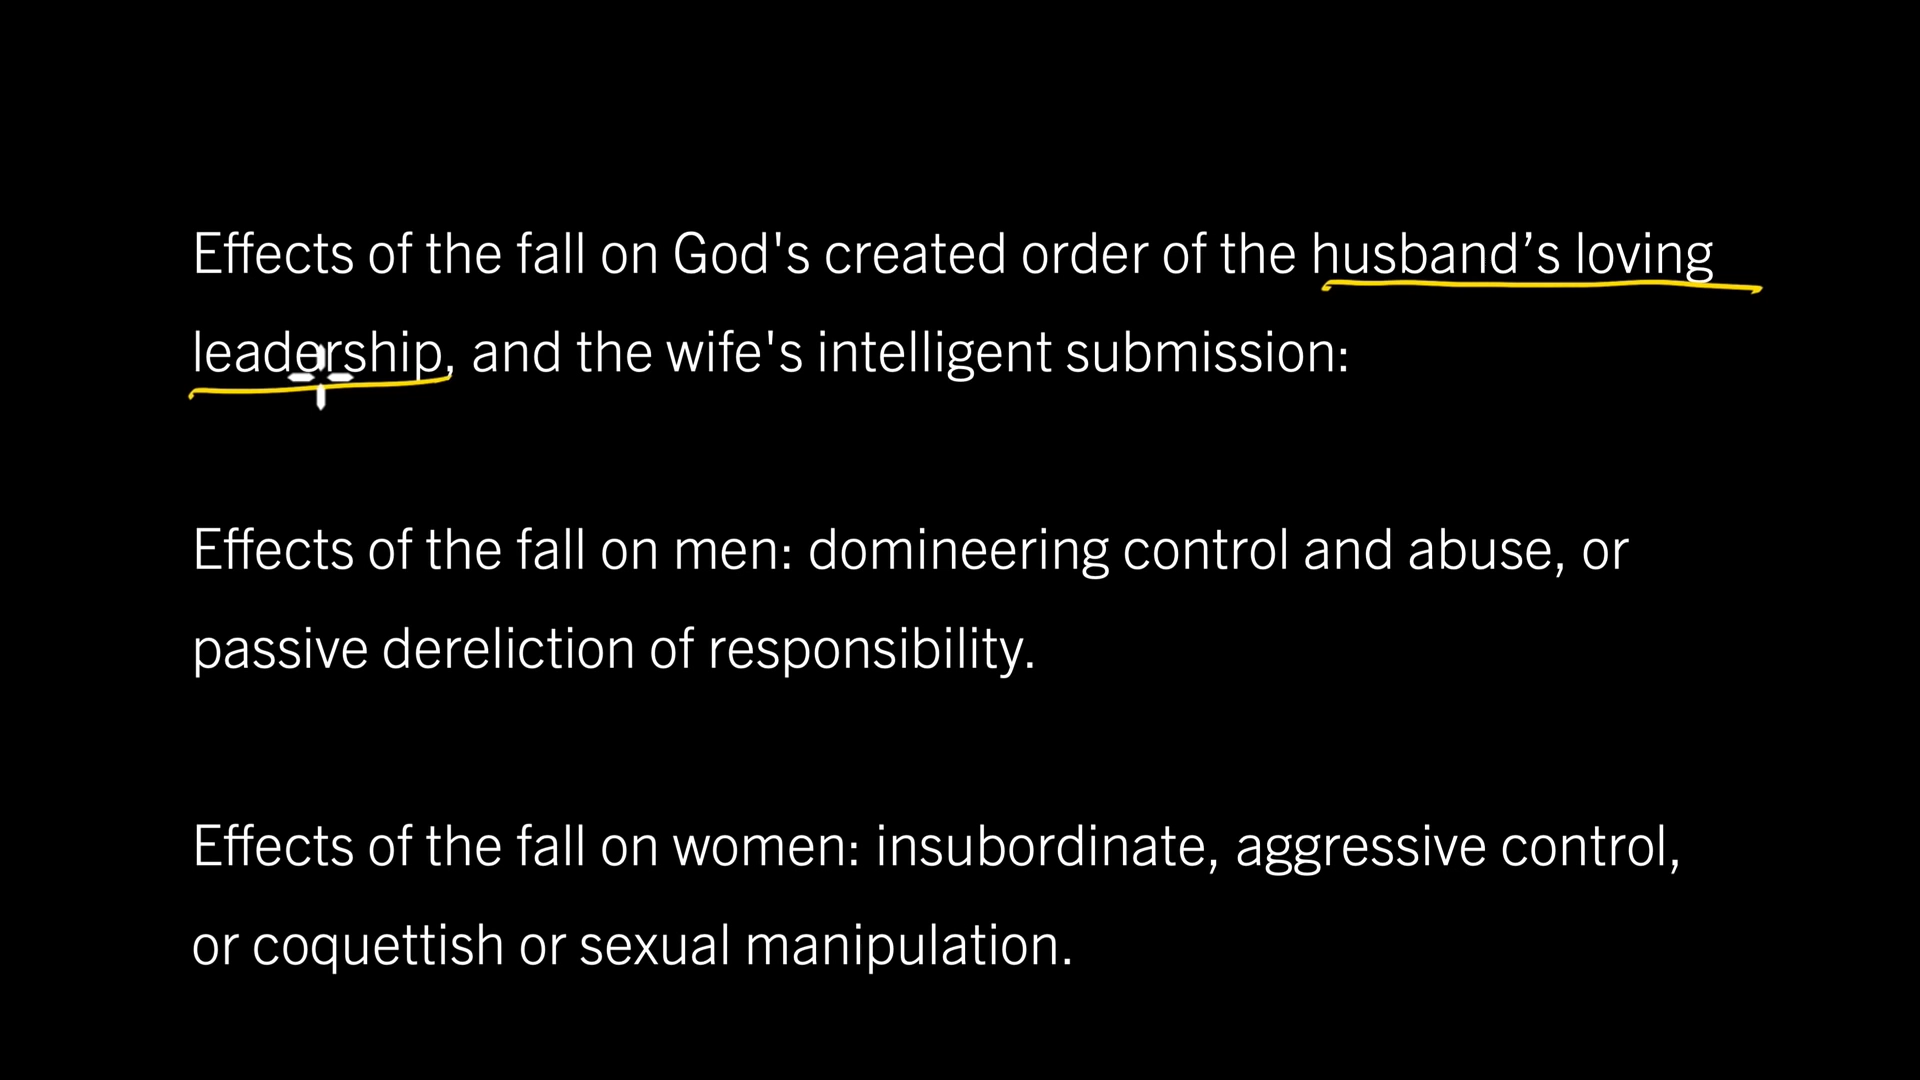 Effects of the fall on God's created order of the husband’s loving
leadership, and the wife's intelligent submission:
Effects of the fall on men: domineering control and abuse, or
passive dereliction of responsibility.
Effects of the fall on women: insubordinate, aggressive control,
or coquettish or sexual manipulation.